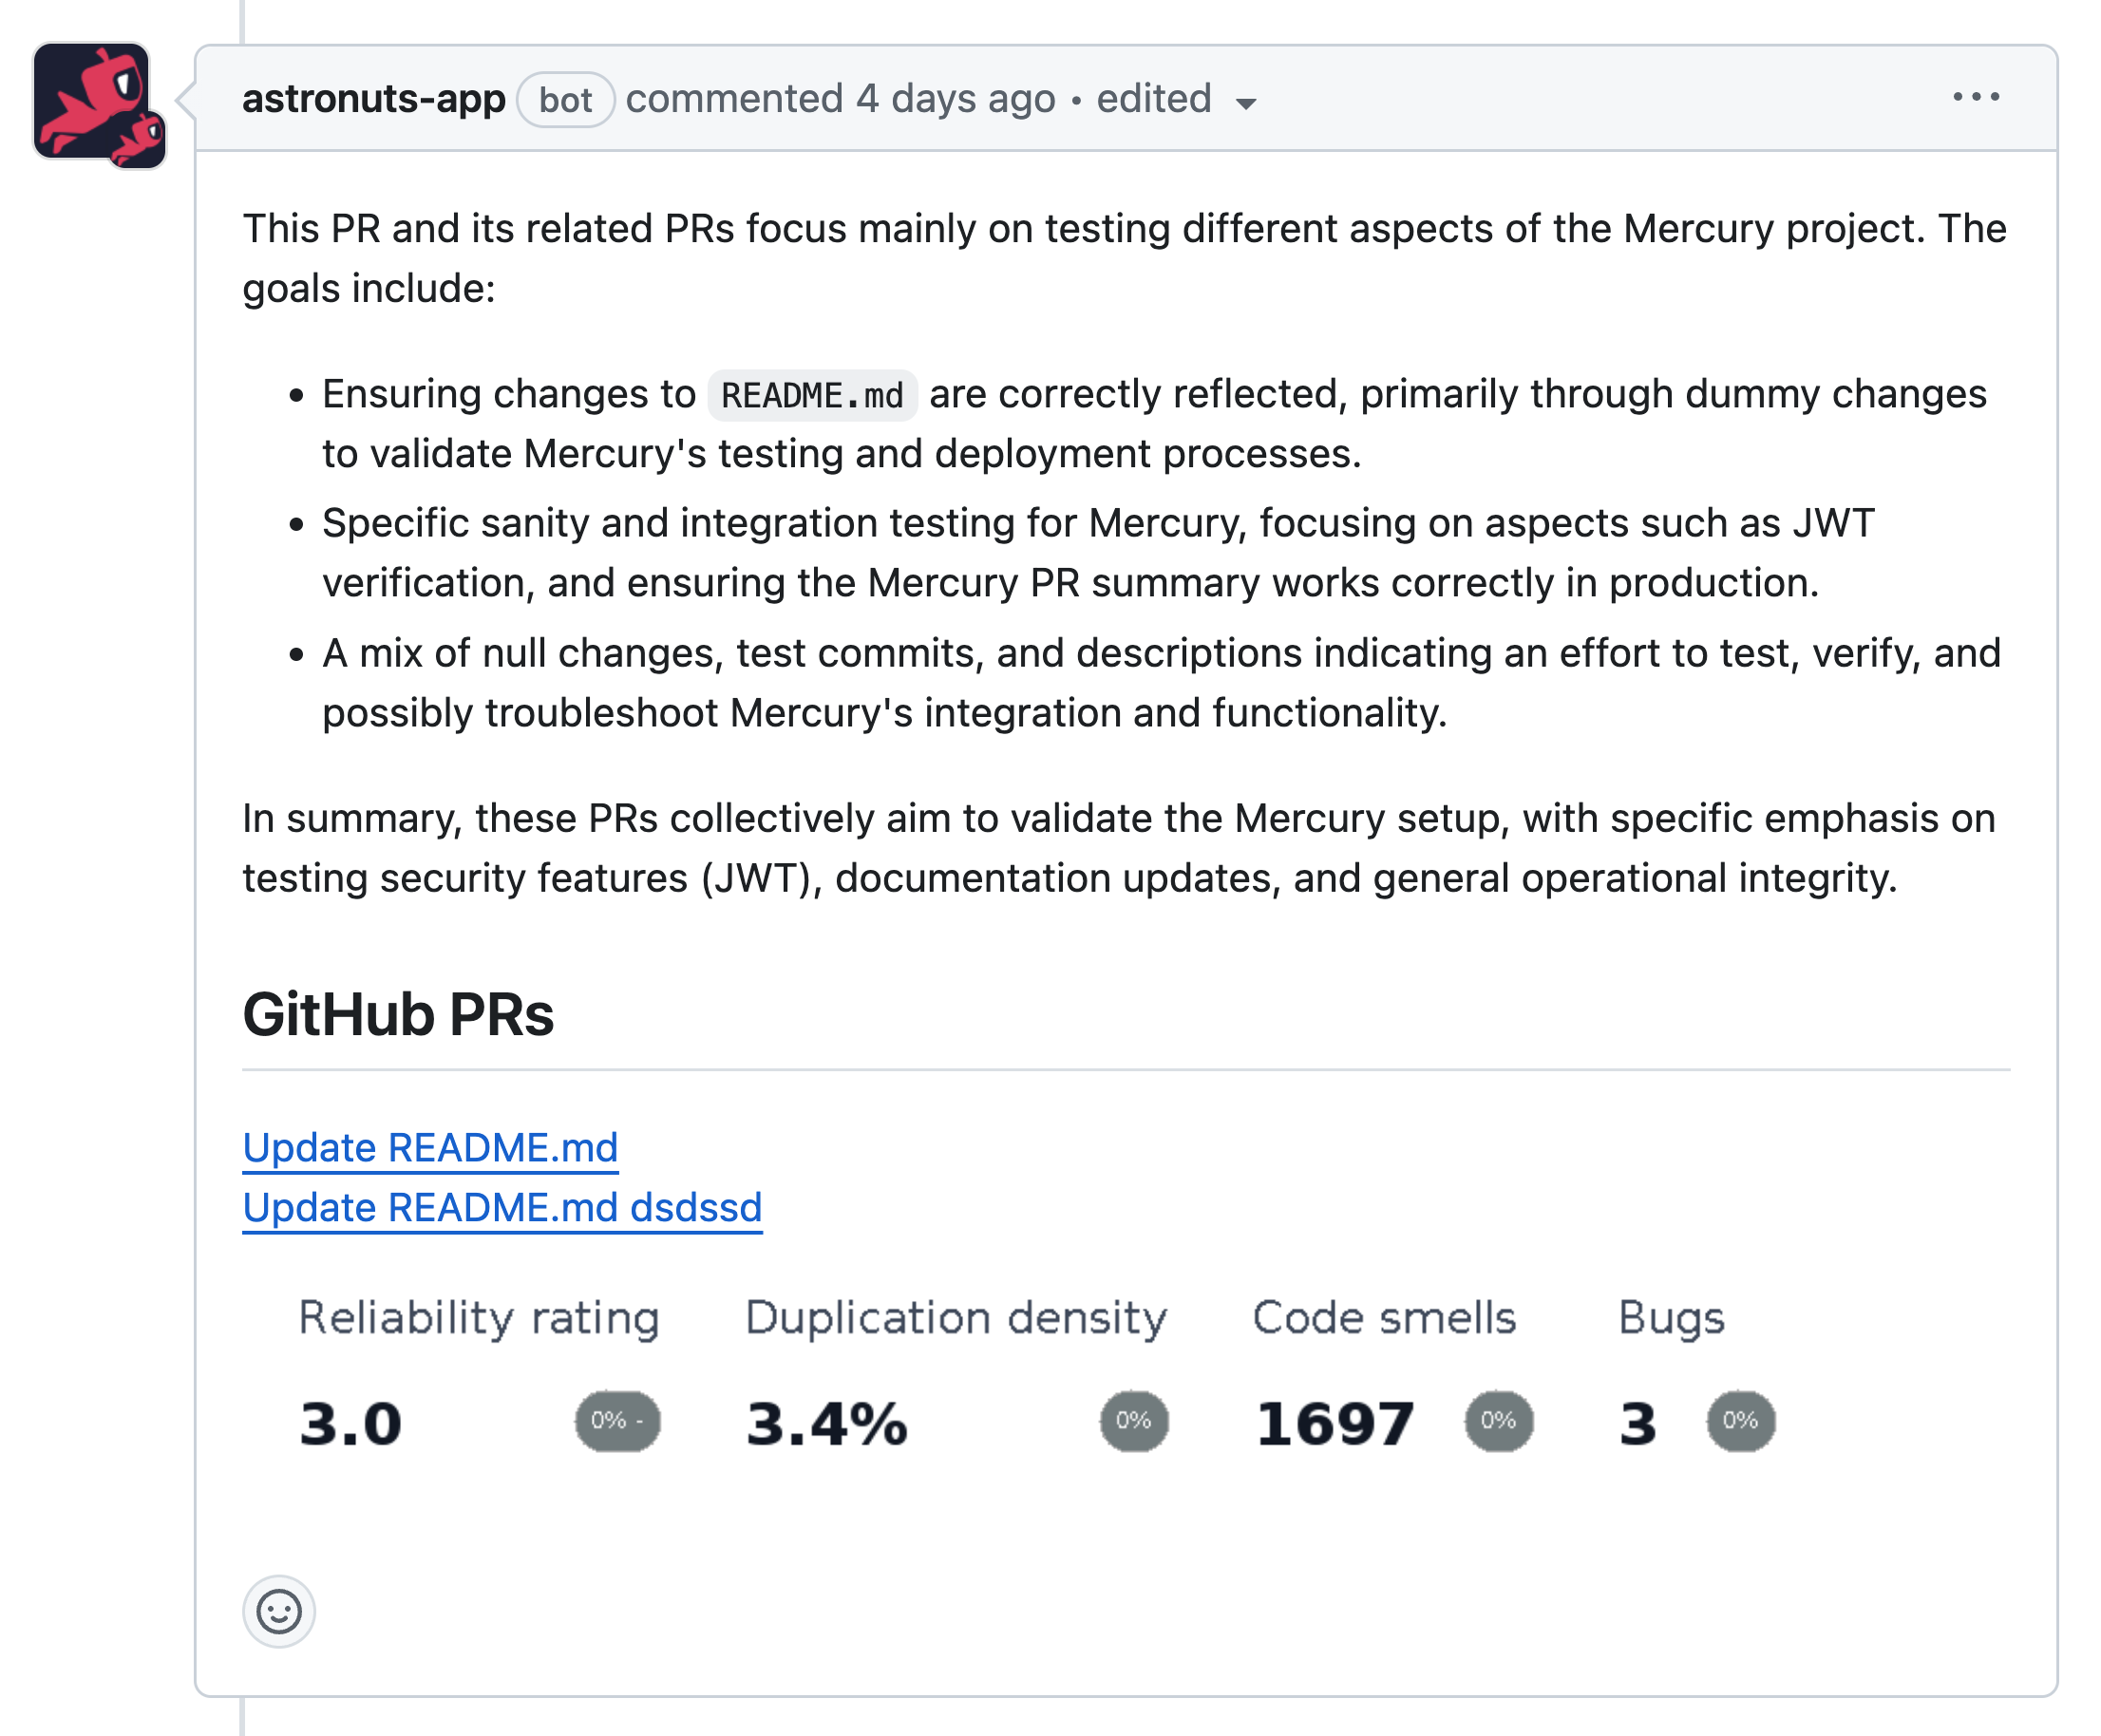 astronuts-app bot commented 4 days ago • edited
This PR and its related PRs focus mainly on testing different aspects of the Mercury project. The
goals include:
• Ensuring changes to README.md are correctly reflected, primarily through dummy changes
to validate Mercury's testing and deployment processes.
• Specific sanity and integration testing for Mercury, focusing on aspects such as JWT
verification, and ensuring the Mercury PR summary works correctly in production.
• A mix of null changes, test commits, and descriptions indicating an effort to test, verify, and
possibly troubleshoot Mercury's integration and functionality.
In summary, these PRs collectively aim to validate the Mercury setup, with specific emphasis on
testing security features (JWT), documentation updates, and general operational integrity.
GitHub PRs
Update README.md
Update README.md dsdssd
Reliability rating Duplication density Code smells Bugs
3.0 0% - 3.4% 0% 1697 0% 3 0%